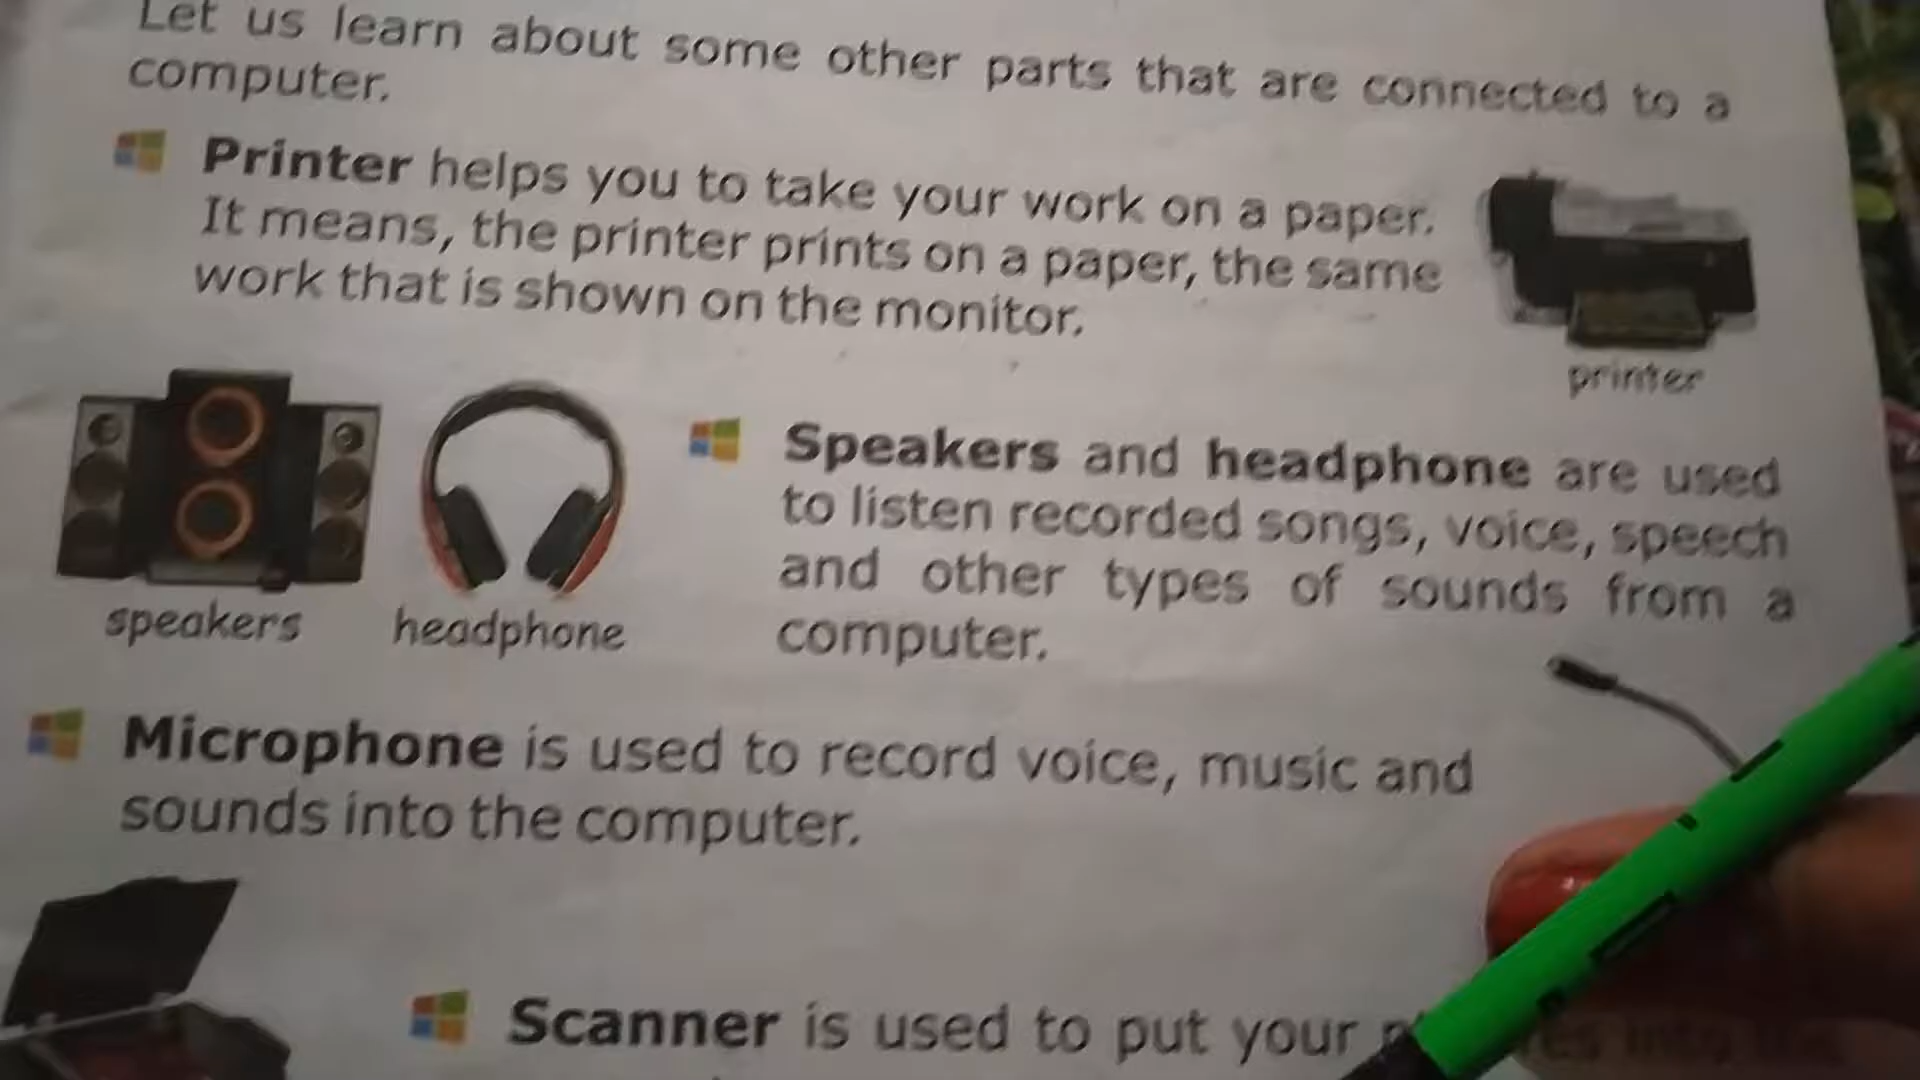 Let us learn about some other parts that are connected to a
computer.
Printer helps you to take your work on a paper.
It means, the printer prints on a paper, the same
work that is shown on the monitor.
printer
Speakers and headphone are used
to listen recorded songs, voice, speech
and other types of sounds from a
computer.
speakers headphone
Microphone is used to record voice, music and
sounds into the computer.
Scanner is used to put your